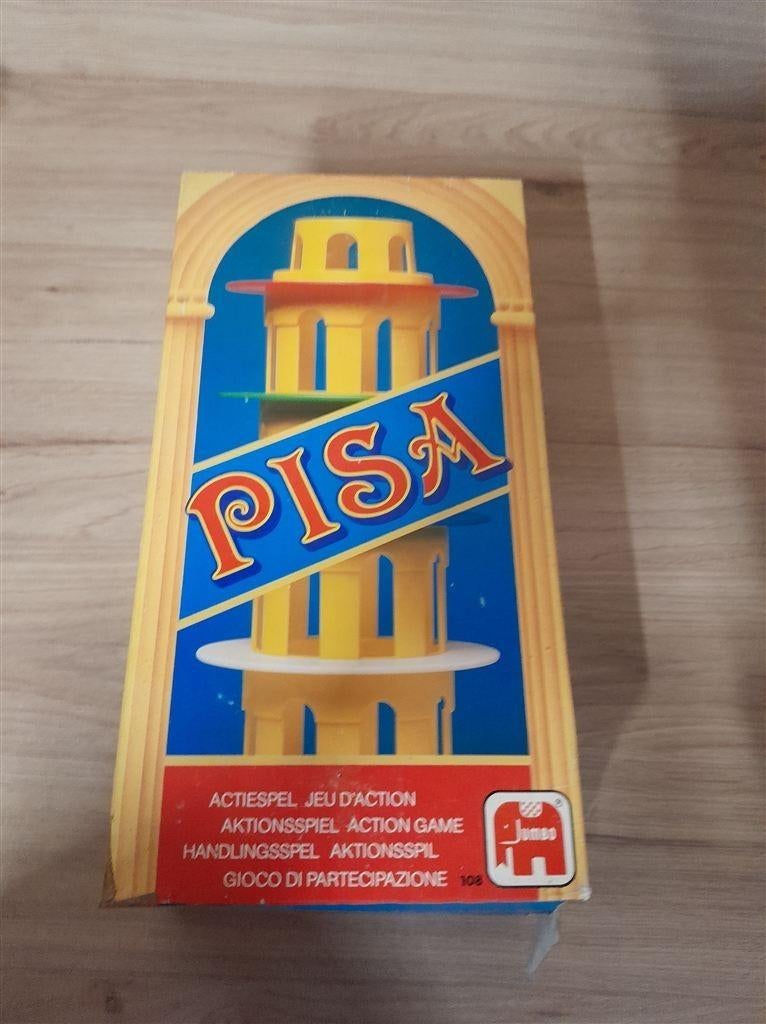 PISA
ACTIESPEL JEU D'ACTION
AKTIONSSPIEL ACTION GAME
HANDLINGSSPEL AKTIONSSPIL
GIOCO DI PARTECIPAZIONE 108
Jumbo ®